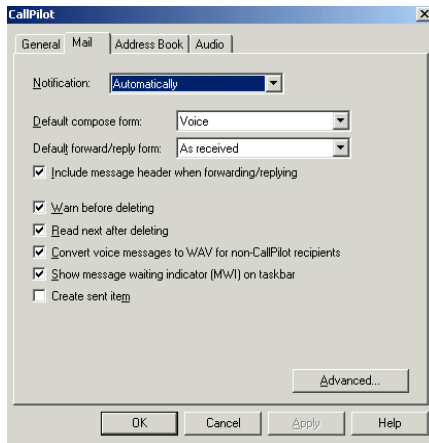 CallPilot
General Mail Address Book Audio
Notification: Automatically
Default compose form: Voice
Default forward/reply form: As received
Include message header when forwarding/replying
Warn before deleting
Read next after deleting
Convert voice messages to WAV for non-CallPilot recipients
Show message waiting indicator (MWI) on taskbar
Create sent item
Advanced...
OK Cancel Apply Help